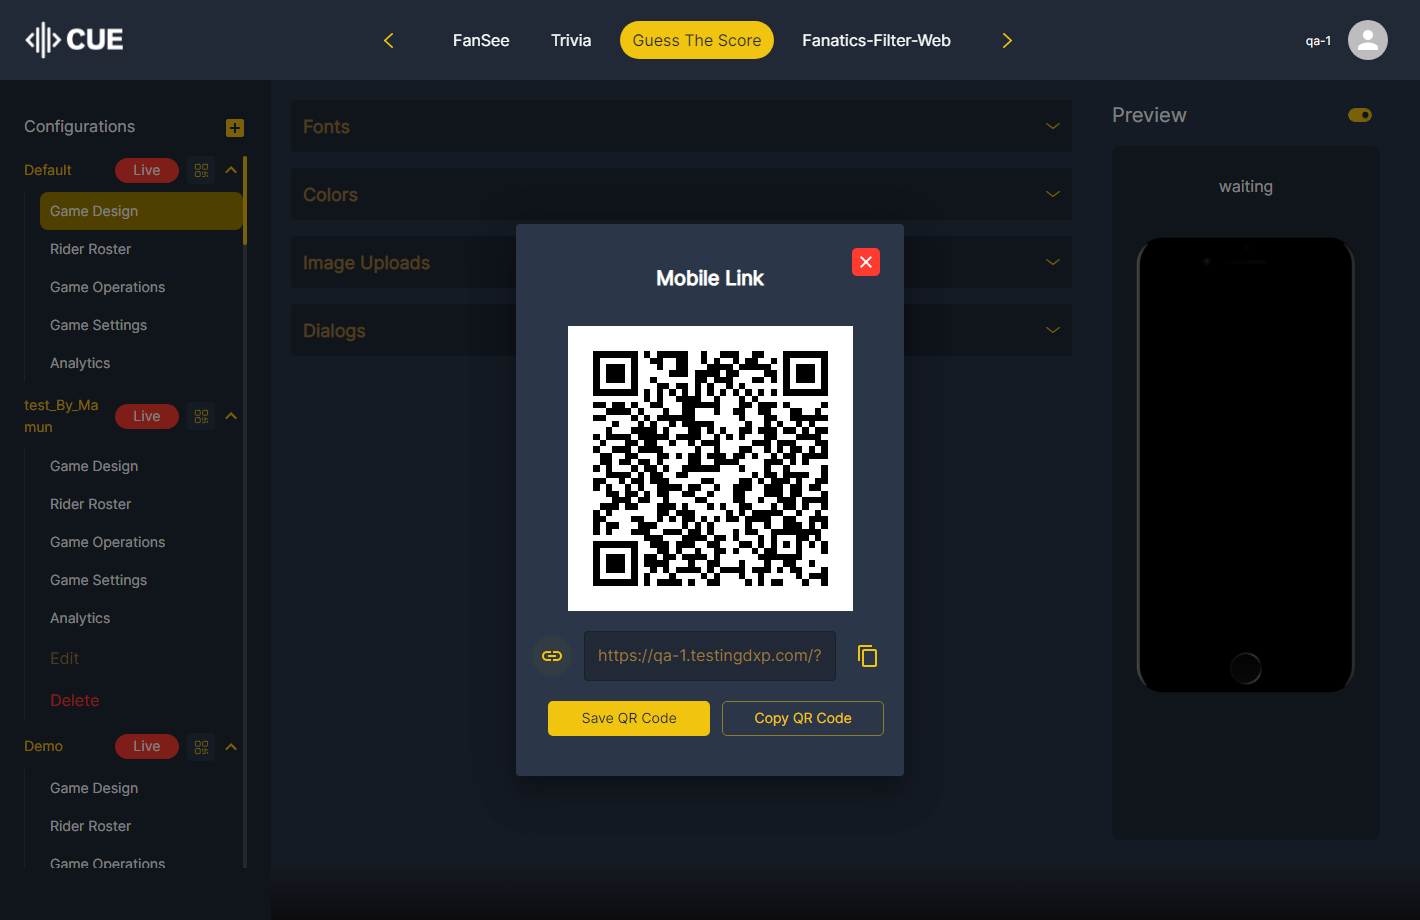 CUE
FanSee
Trivia
Guess The Score
Fanatics-Filter-Web
qa-1
Configurations
Default
Live
Game Design
Rider Roster
Game Operations
Game Settings
Analytics
test_By_Ma
mun
Live
Game Design
Rider Roster
Game Operations
Game Settings
Analytics
Edit
Delete
Demo
Live
Game Design
Rider Roster
Game Operations
Fonts
Colors
Image Uploads
Dialogs
Mobile Link
https://qa-1.testingdxp.com/?
Save QR Code
Copy QR Code
Preview
waiting